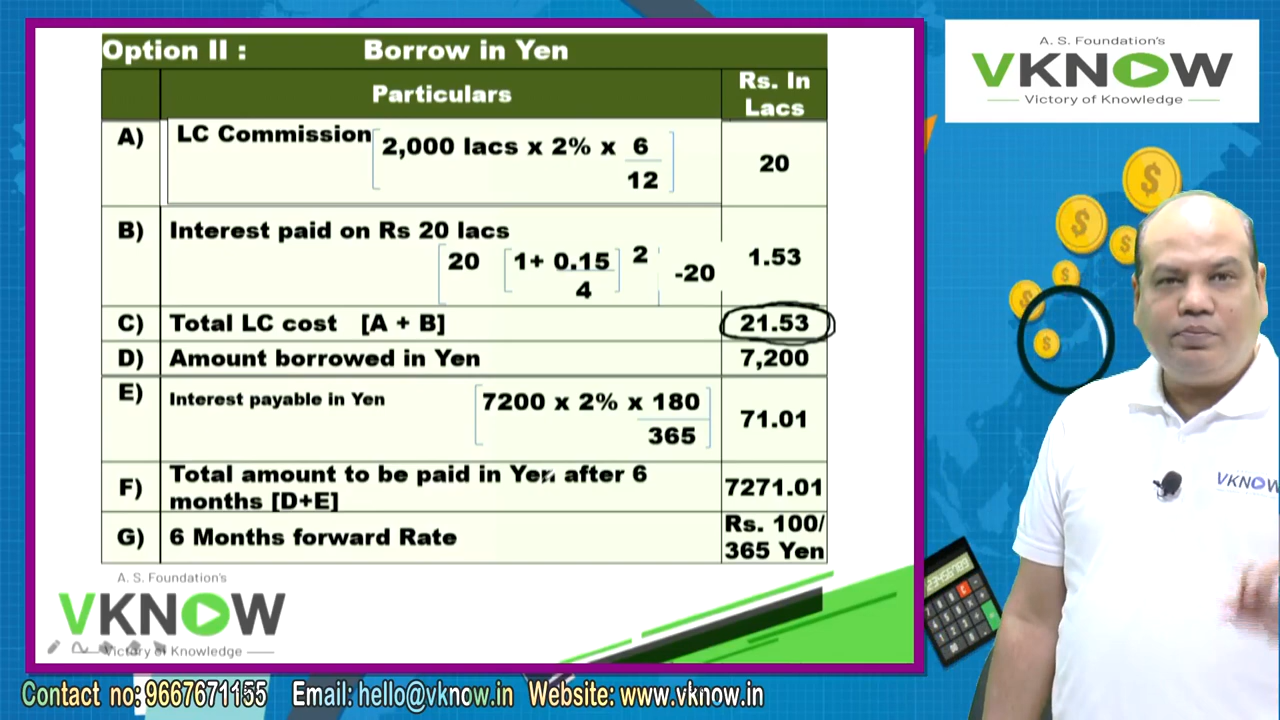 Option II : Borrow in Yen
Particulars
Rs. In
Lacs
A) LC Commission [2,000 lacs x 2% x 6
12] 20
B) Interest paid on Rs 20 lacs
[20 [1+ 0.15
4] 2 -20 1.53
C) Total LC cost [A + B] 21.53
D) Amount borrowed in Yen 7,200
E) Interest payable in Yen [7200 x 2% x 180
365] 71.01
F) Total amount to be paid in Yen after 6
months [D+E] 7271.01
G) 6 Months forward Rate Rs. 100/
365 Yen
A. S. Foundation's
VKNOW
Victory of Knowledge
A. S. Foundation's
VKNOW
Victory of Knowledge
VKNOW
Contact no: 9667671155 Email: hello@vknow.in Website: www.vknow.in